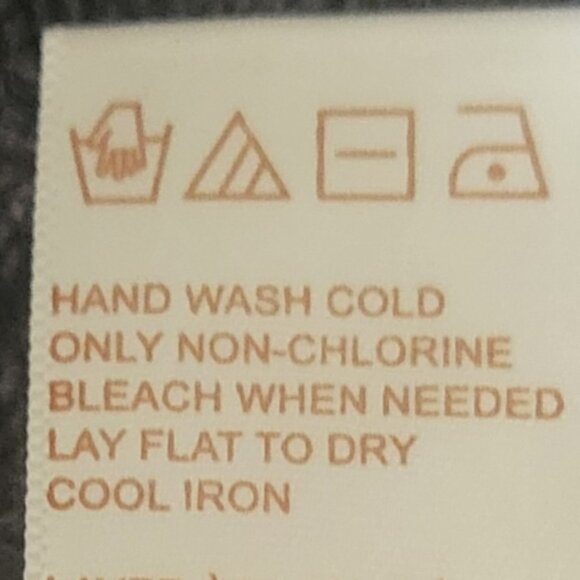 HAND WASH COLD
ONLY NON-CHLORINE
BLEACH WHEN NEEDED
LAY FLAT TO DRY
COOL IRON